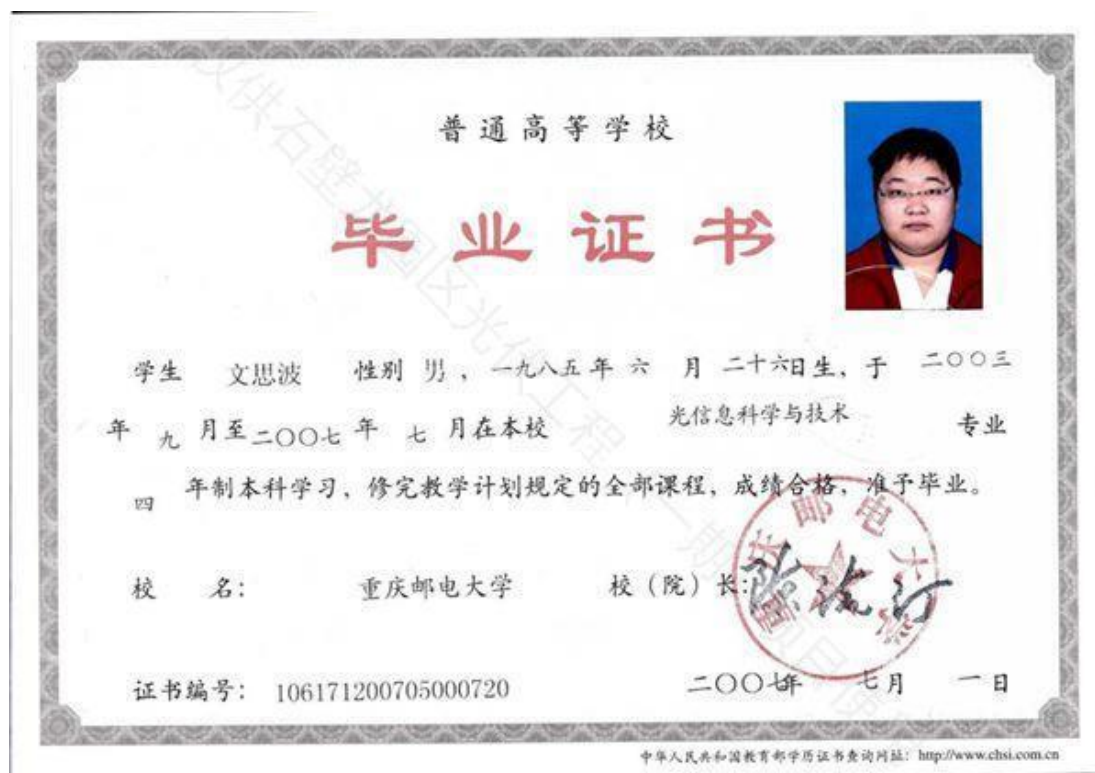 普通高等学校
毕业证书
学生 文思波 性别 男，一九八五年 六 月 二十六日生，于 二〇〇三
年 九 月至二〇〇七 年 七 月在本校 光信息科学与技术 专业
四 年制本科学习，修完教学计划规定的全部课程，成绩合格，准予毕业。
校 名： 重庆邮电大学 校（院）长：
重庆邮电大学
证书编号： 106171200705000720 二〇〇七年 七月 一日
中华人民共和国教育部学历证书查询网址：http://www.chsi.com.cn